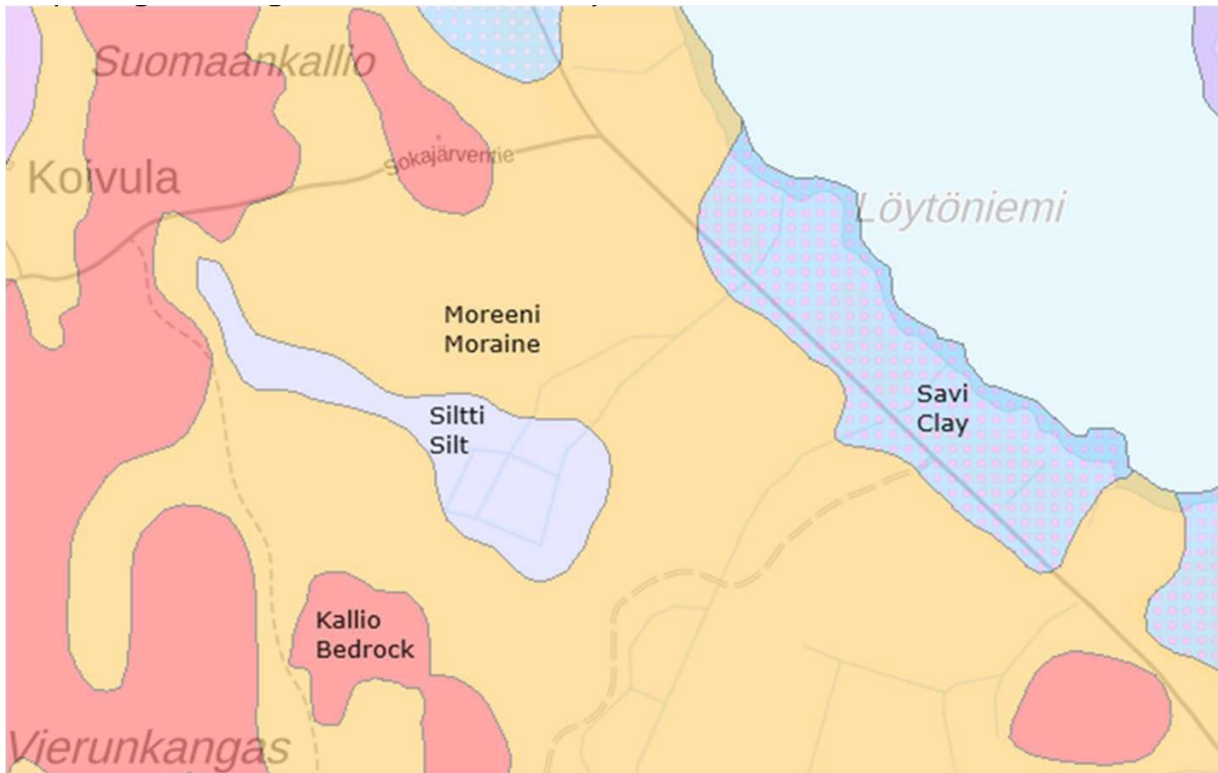 Suomaankallio
Sokajärventie
Koivula
Löytöniemi
Moreeni
Moraine
Savi
Clay
Siltti
Silt
Kallio
Bedrock
Vierunkangas